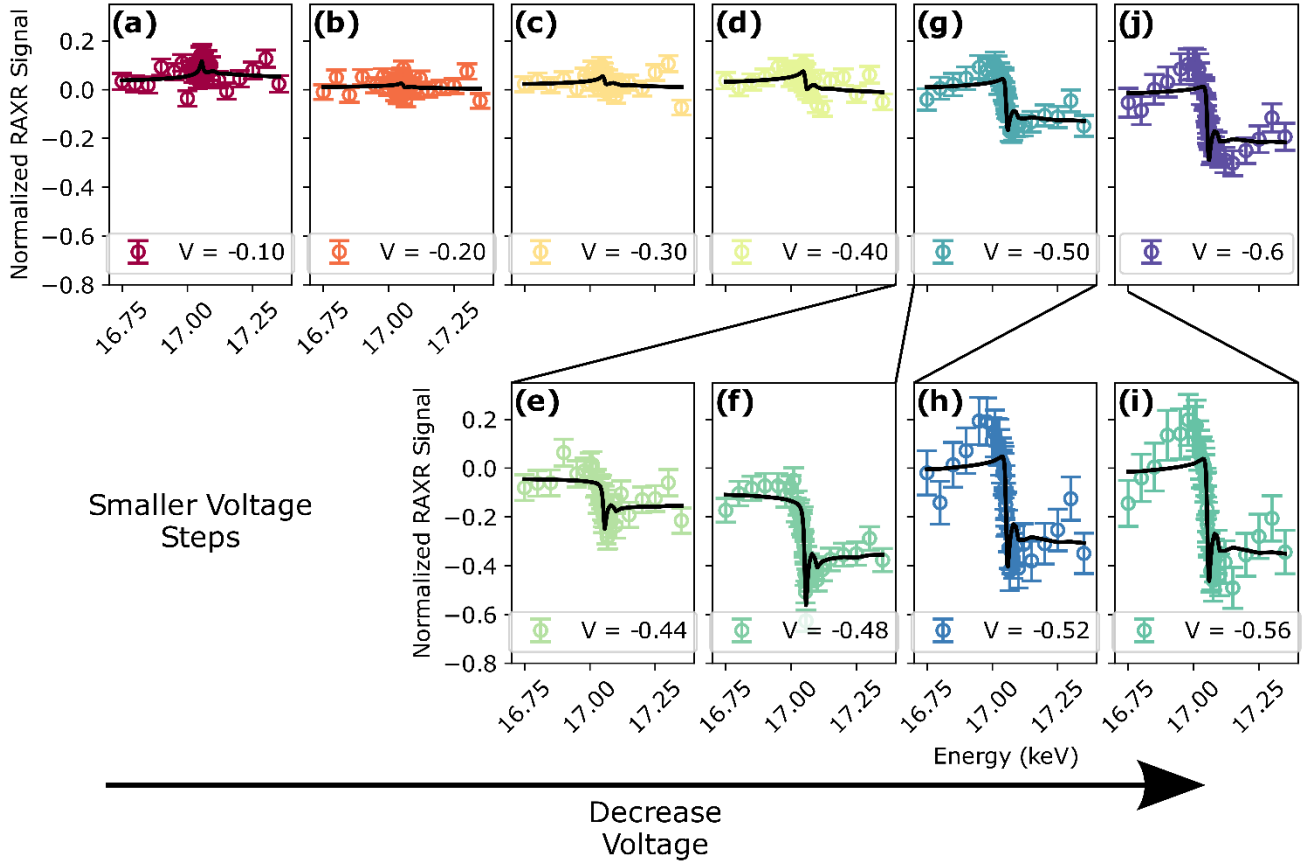 (a) (b) (c) (d) (g) (j)
Normalized RAXR Signal
0.2
0.0
−0.2
−0.4
−0.6
−0.8
V = -0.10
V = -0.20
V = -0.30
V = -0.40
V = -0.50
V = -0.6
16.75 17.00 17.25
16.75 17.00 17.25
(e) (f) (h) (i)
Normalized RAXR Signal
0.2
0.0
−0.2
−0.4
−0.6
−0.8
Smaller Voltage
Steps
V = -0.44
V = -0.48
V = -0.52
V = -0.56
16.75 17.00 17.25
16.75 17.00 17.25
16.75 17.00 17.25
16.75 17.00 17.25
Energy (keV)
Decrease
Voltage